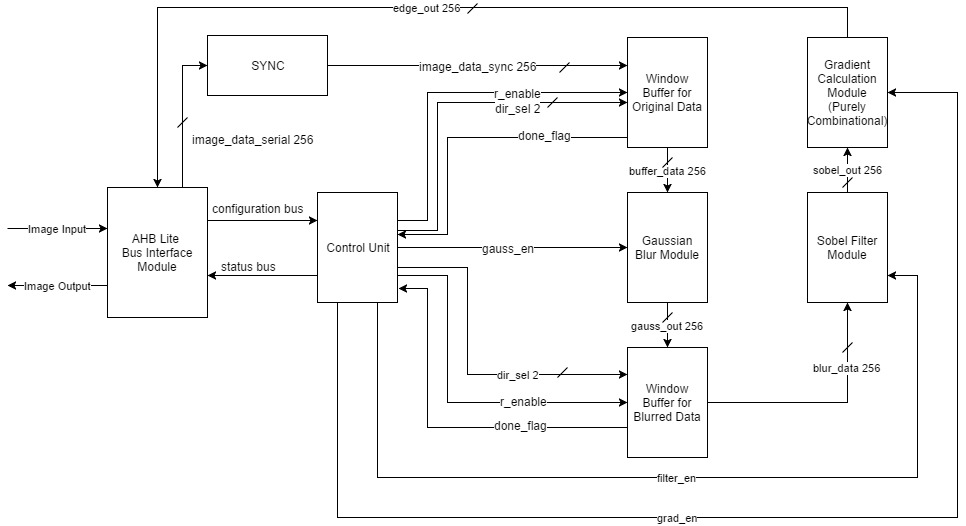 edge_out 256
SYNC
image_data_sync 256
Window
Buffer for
Original Data
Gradient
Calculation
Module
(Purely
Combinational)
r_enable
dir_sel 2
done_flag
image_data_serial 256
buffer_data 256
sobel_out 256
configuration bus
Image Input
AHB Lite
Bus Interface
Module
Control Unit
gauss_en
Gaussian
Blur Module
Sobel Filter
Module
status bus
Image Output
gauss_out 256
dir_sel 2
r_enable
done_flag
Window
Buffer for
Blurred Data
blur_data 256
filter_en
grad_en